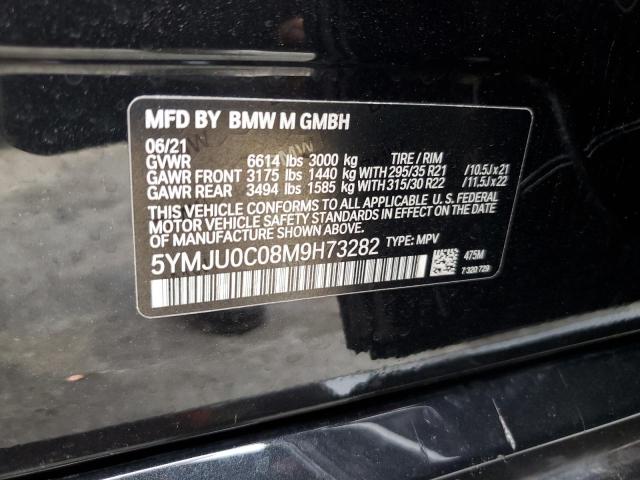 MFD BY BMW M GMBH
06/21
GVWR 6614 lbs 3000 kg TIRE / RIM
GAWR FRONT 3175 lbs 1440 kg WITH 295/35 R21 /10.5J x 21
GAWR REAR 3494 lbs 1585 kg WITH 315/30 R22 /11.5J x 22
THIS VEHICLE CONFORMS TO ALL APPLICABLE U.S. FEDERAL
MOTOR VEHICLE SAFETY STANDARDS IN EFFECT ON THE DATE
OF MANUFACTURE SHOWN ABOVE.
5YMJU0C08M9H73282 TYPE: MPV
475M
7 320 729